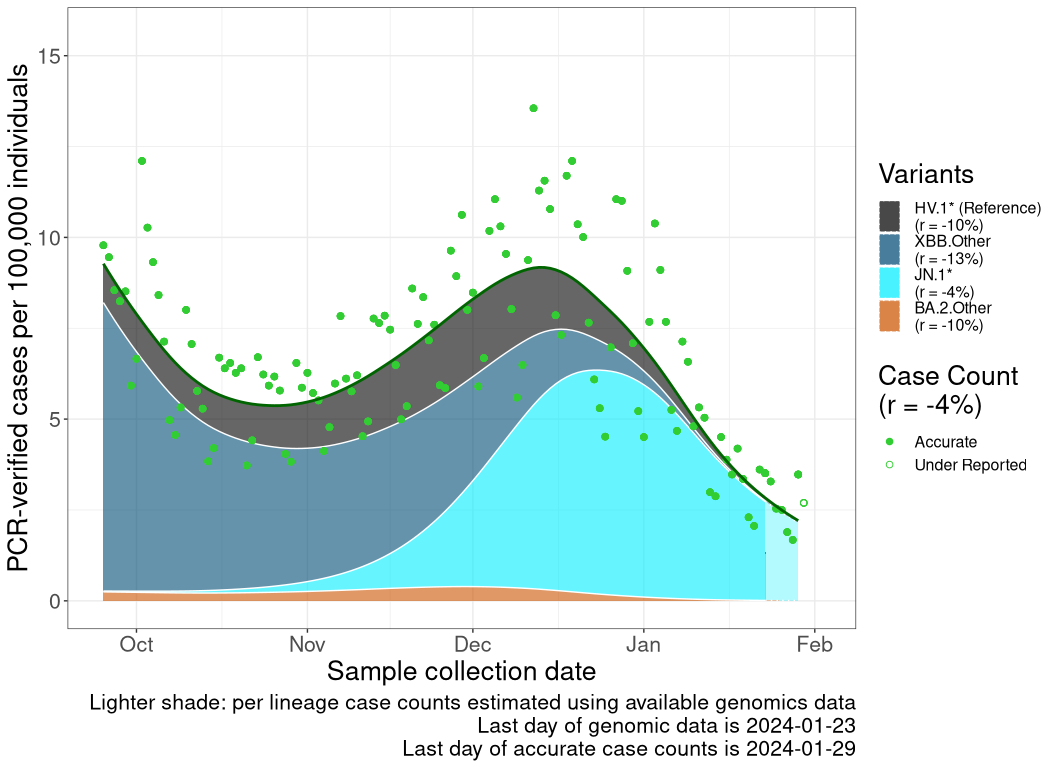 15
10
5
0
PCR-verified cases per 100,000 individuals
Oct
Nov
Dec
Jan
Feb
Sample collection date
Lighter shade: per lineage case counts estimated using available genomics data
Last day of genomic data is 2024-01-23
Last day of accurate case counts is 2024-01-29
Variants
HV.1* (Reference)
(r = -10%)
XBB.Other
(r = -13%)
JN.1*
(r = -4%)
BA.2.Other
(r = -10%)
Case Count
(r = -4%)
Accurate
Under Reported